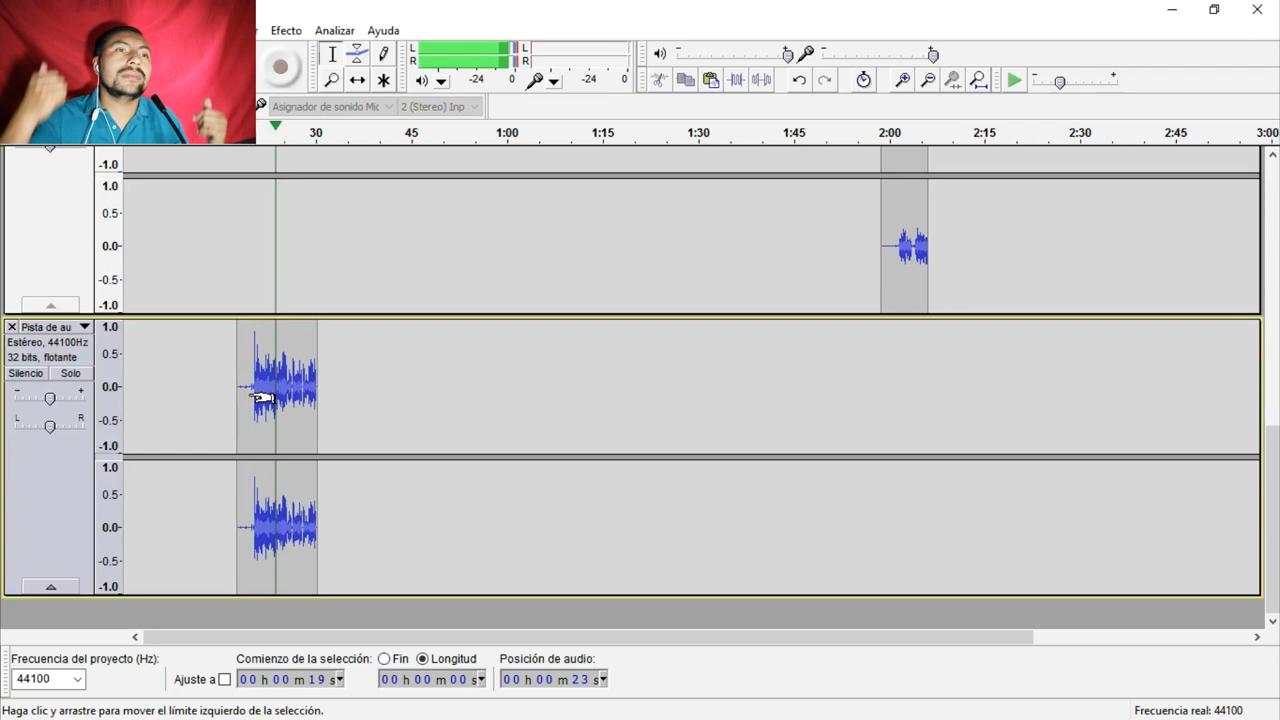 Efecto Analizar Ayuda
L
R
-24 0
L
R
-24 0
- +
Asignador de sonido Mic 2 (Stereo) Inp
30 45 1:00 1:15 1:30 1:45 2:00 2:15 2:30 2:45 3:00
-1.0
1.0
0.5
0.0
-0.5
-1.0
Pista de au
Estéreo, 44100Hz
32 bits, flotante
Silencio Solo
- +
L R
1.0
0.5
0.0
-0.5
-1.0
1.0
0.5
0.0
-0.5
-1.0
Frecuencia del proyecto (Hz):
44100
Ajuste a
Comienzo de la selección:
00 h 00 m 19 s
Fin Longitud
00 h 00 m 00 s
Posición de audio:
00 h 00 m 23 s
Haga clic y arrastre para mover el límite izquierdo de la selección.
Frecuencia real: 44100